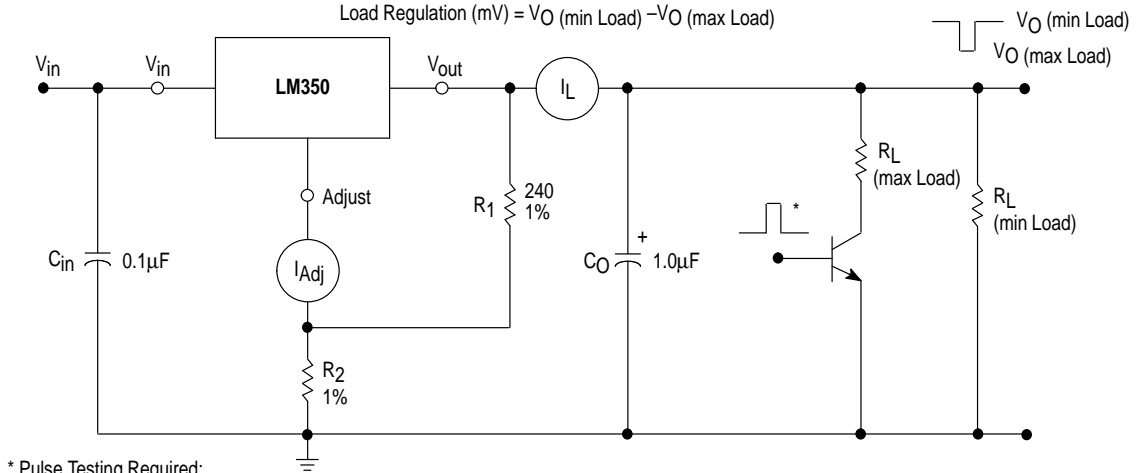 Load Regulation (mV) = VO (min Load) –VO (max Load)
VO (min Load)
VO (max Load)
Vin
Vin
LM350
Vout
IL
RL
(max Load)
Adjust
R1
240
1%
RL
(min Load)
*
Cin
0.1µF
IAdj
CO
+
1.0µF
R2
1%
* Pulse Testing Required: